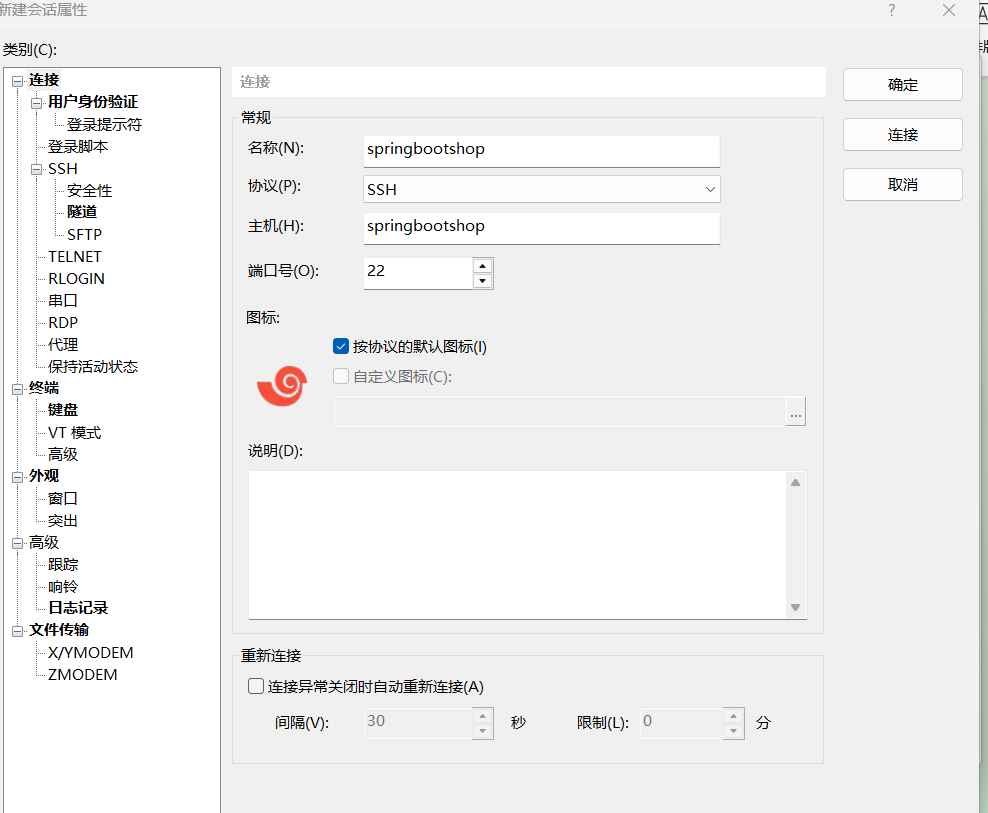 新建会话属性
?
类别(C):
连接
用户身份验证
登录提示符
登录脚本
SSH
安全性
隧道
SFTP
TELNET
RLOGIN
串口
RDP
代理
保持活动状态
终端
键盘
VT 模式
高级
外观
窗口
突出
高级
跟踪
响铃
日志记录
文件传输
X/YMODEM
ZMODEM
连接
常规
名称(N): springbootshop
协议(P): SSH
主机(H): springbootshop
端口号(O): 22
图标:
按协议的默认图标(I)
自定义图标(C):
...
说明(D):
重新连接
连接异常关闭时自动重新连接(A)
间隔(V): 30 秒 限制(L): 0 分
确定
连接
取消